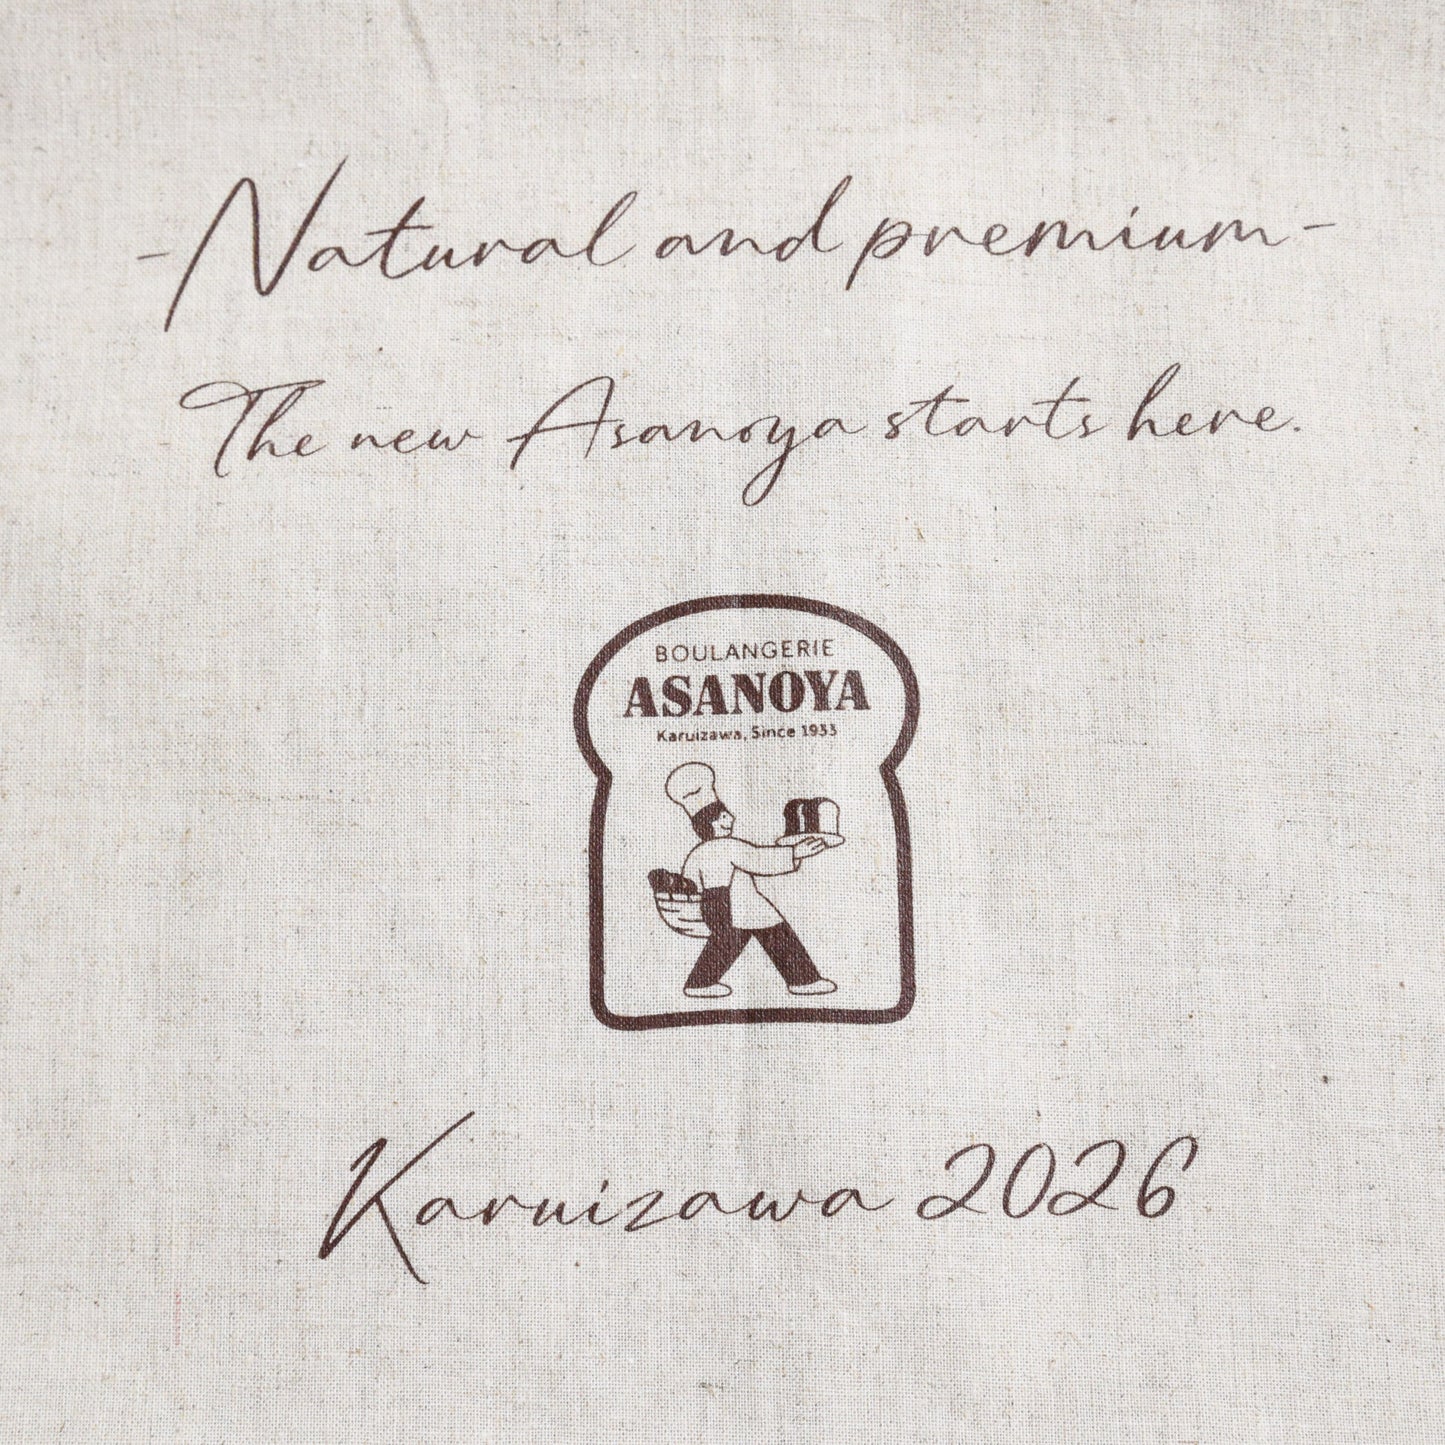 -Natural and premium-
The new Asanoya starts here.
BOULANGERIE
ASANOYA
Karuizawa, Since 1933
Karuizawa 2026